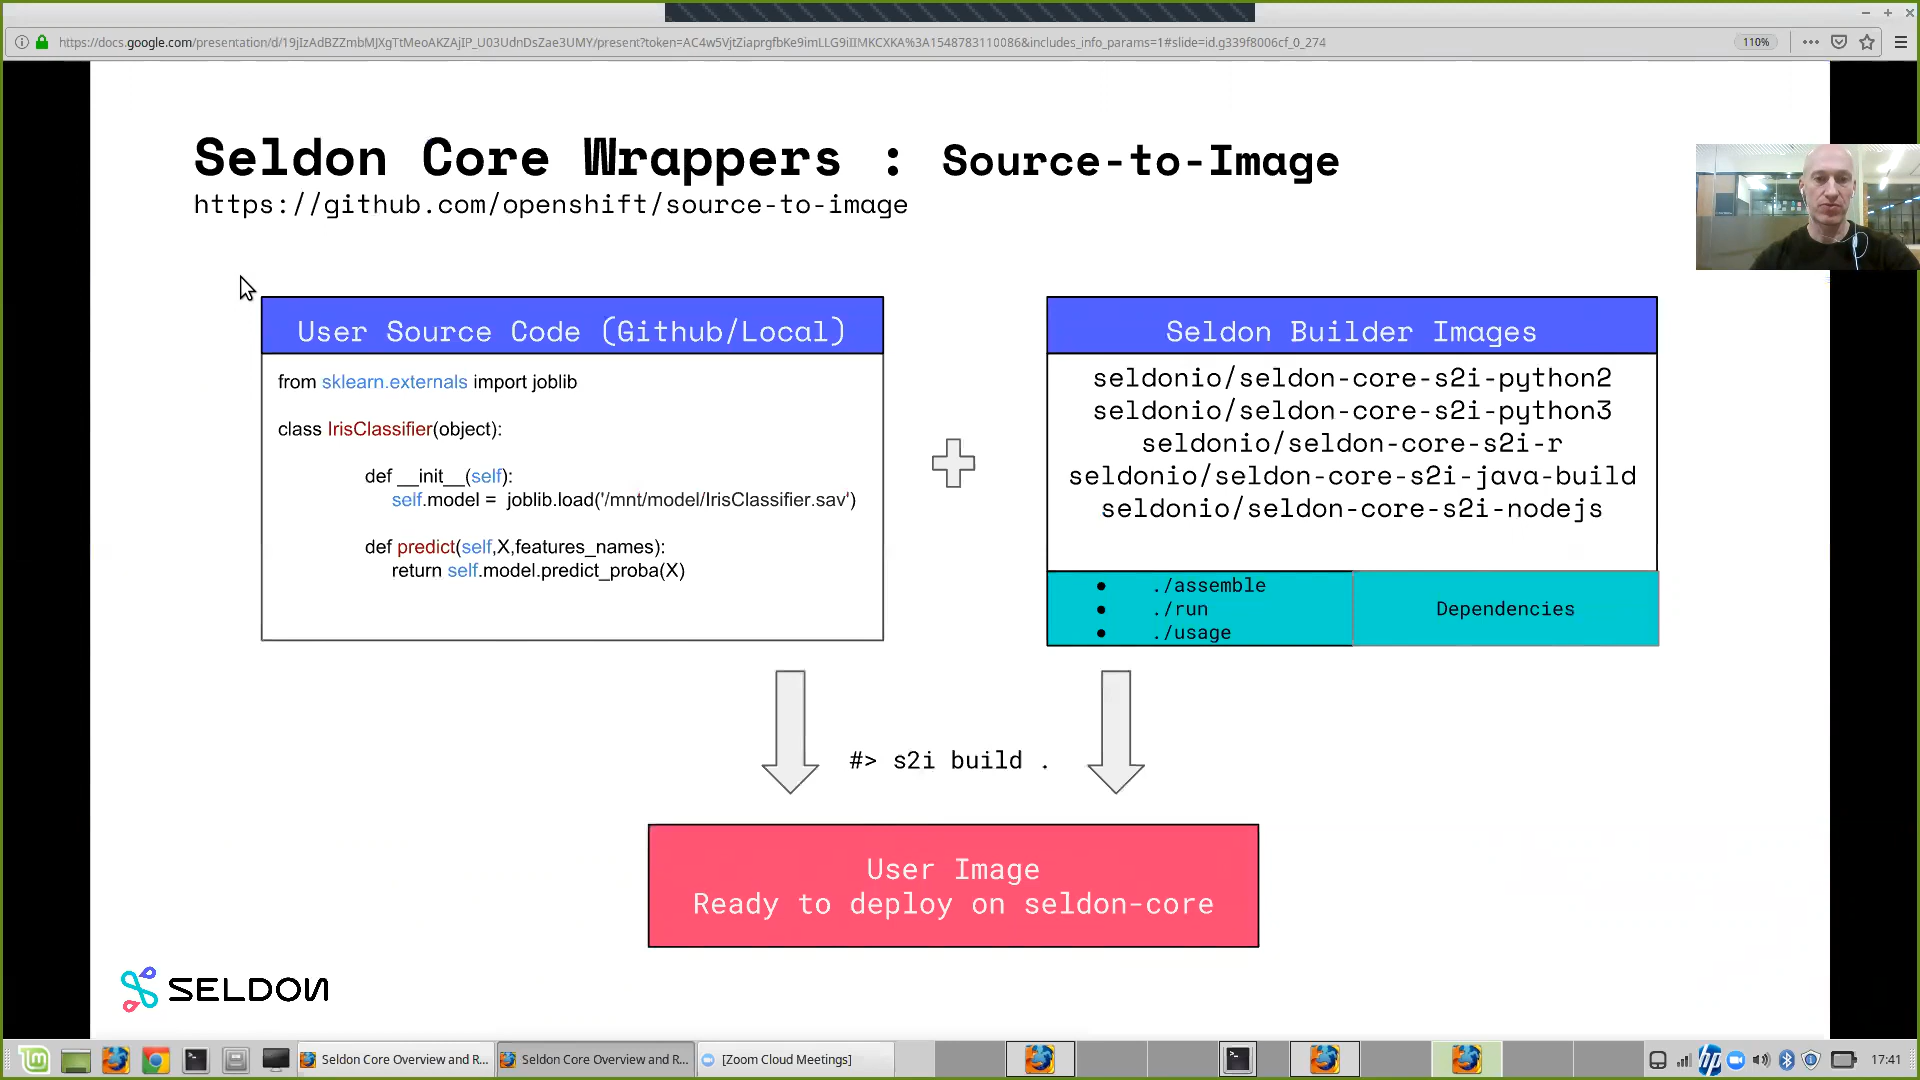 https://docs.google.com/presentation/d/19jIzAdBZZmbMJXgTtMeoAKZAjIP_U03UdnDsZae3UMY/present?token=AC4w5VjtZiaprgfbKe9imLLG9iIIMKCXKA%3A1548783110086&includes_info_params=1#slide=id.g339f8006cf_0_274
110%
Seldon Core Wrappers : Source-to-Image
https://github.com/openshift/source-to-image
User Source Code (Github/Local)
from sklearn.externals import joblib
class IrisClassifier(object):
def __init__(self):
self.model = joblib.load('/mnt/model/IrisClassifier.sav')
def predict(self,X,features_names):
return self.model.predict_proba(X)
Seldon Builder Images
seldonio/seldon-core-s2i-python2
seldonio/seldon-core-s2i-python3
seldonio/seldon-core-s2i-r
seldonio/seldon-core-s2i-java-build
seldonio/seldon-core-s2i-nodejs
● ./assemble
● ./run
● ./usage
Dependencies
#> s2i build .
User Image
Ready to deploy on seldon-core
SELDON
Seldon Core Overview and R...
Seldon Core Overview and R...
[Zoom Cloud Meetings]
17:41